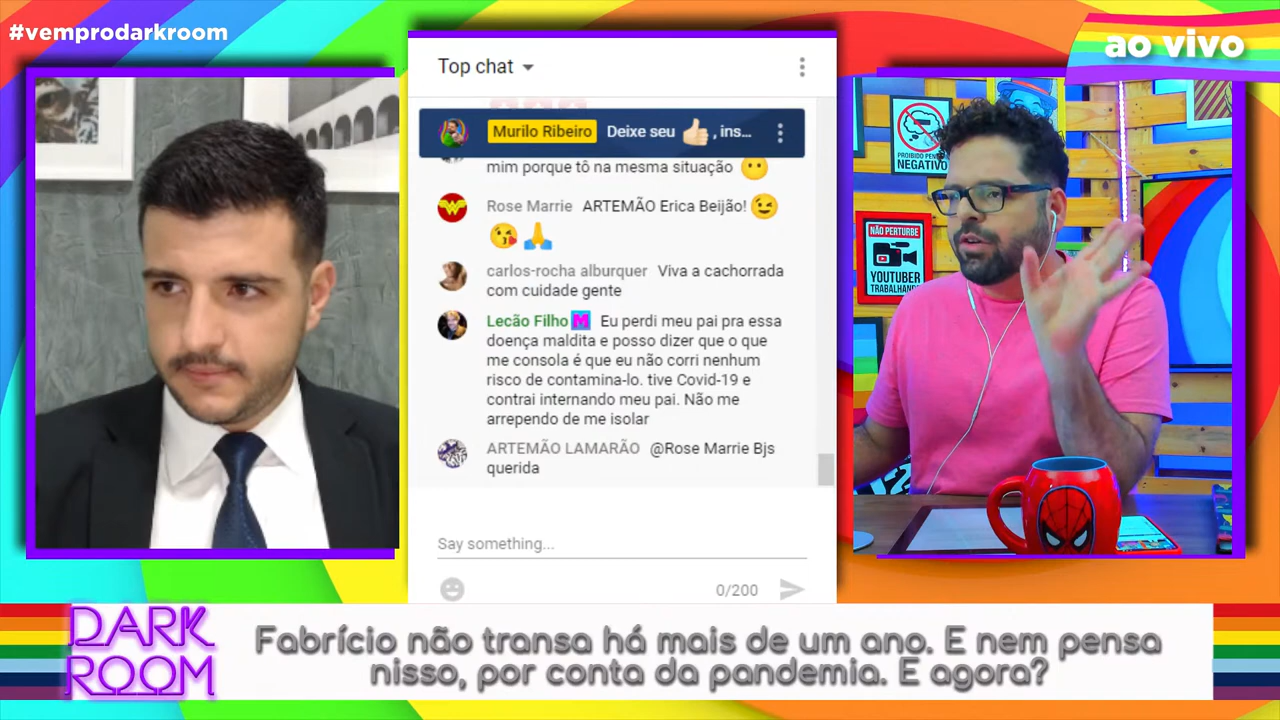 #vemprodarkroom
ao vivo
Top chat
Murilo Ribeiro Deixe seu 👍, ins...
mim porque tô na mesma situação 😶
Rose Marrie ARTEMÃO Erica Beijão! 😉
😘🙏
carlos-rocha alburquer Viva a cachorrada
com cuidade gente
Lecão Filho M Eu perdi meu pai pra essa
doença maldita e posso dizer que o que
me consola é que eu não corri nenhum
risco de contamina-lo. tive Covid-19 e
contrai internando meu pai. Não me
arrependo de me isolar
ARTEMÃO LAMARÃO @Rose Marrie Bjs
querida
Say something...
0/200
PROIBIDO
NEGATIVO
NÃO PERTURBE
YOUTUBER
TRABALHANDO
DARK
ROOM
Fabrício não transa há mais de um ano. E nem pensa
nisso, por conta da pandemia. E agora?